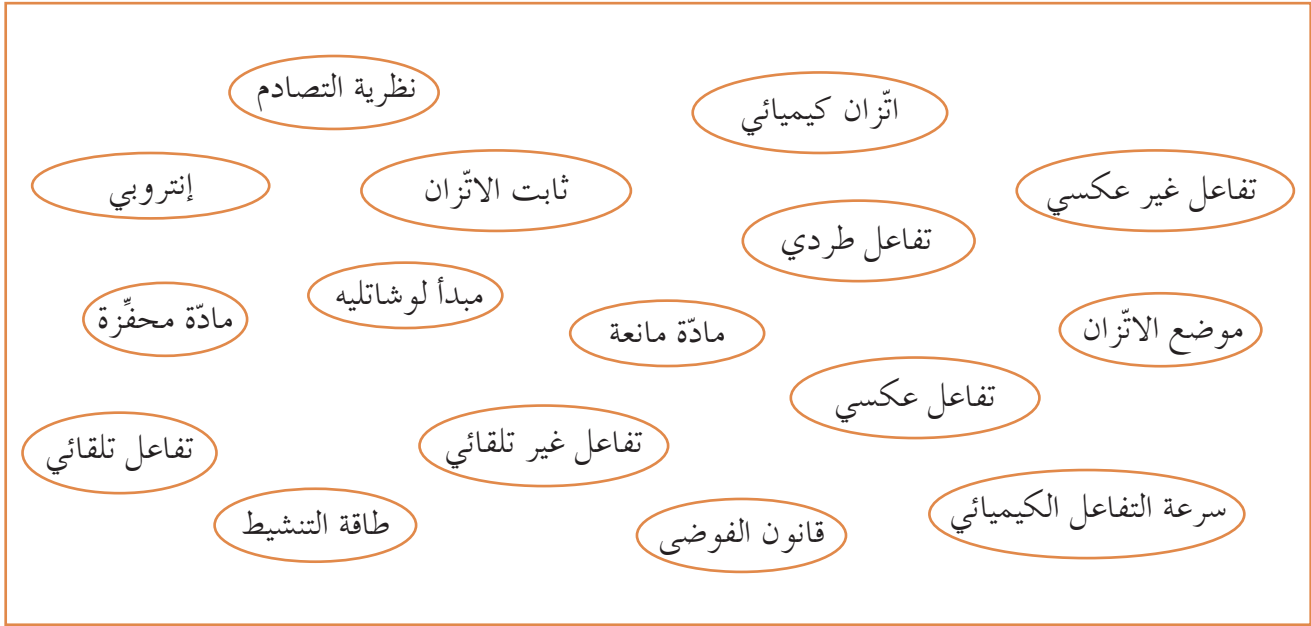 نظرية التصادم
اتّزان كيميائي
تفاعل غير عكسي
ثابت الاتّزان
إنتروبي
تفاعل طردي
مبدأ لوشاتليه
مادّة محفِّزة
مادّة مانعة
موضع الاتّزان
تفاعل عكسي
تفاعل غير تلقائي
تفاعل تلقائي
سرعة التفاعل الكيميائي
قانون الفوضى
طاقة التنشيط